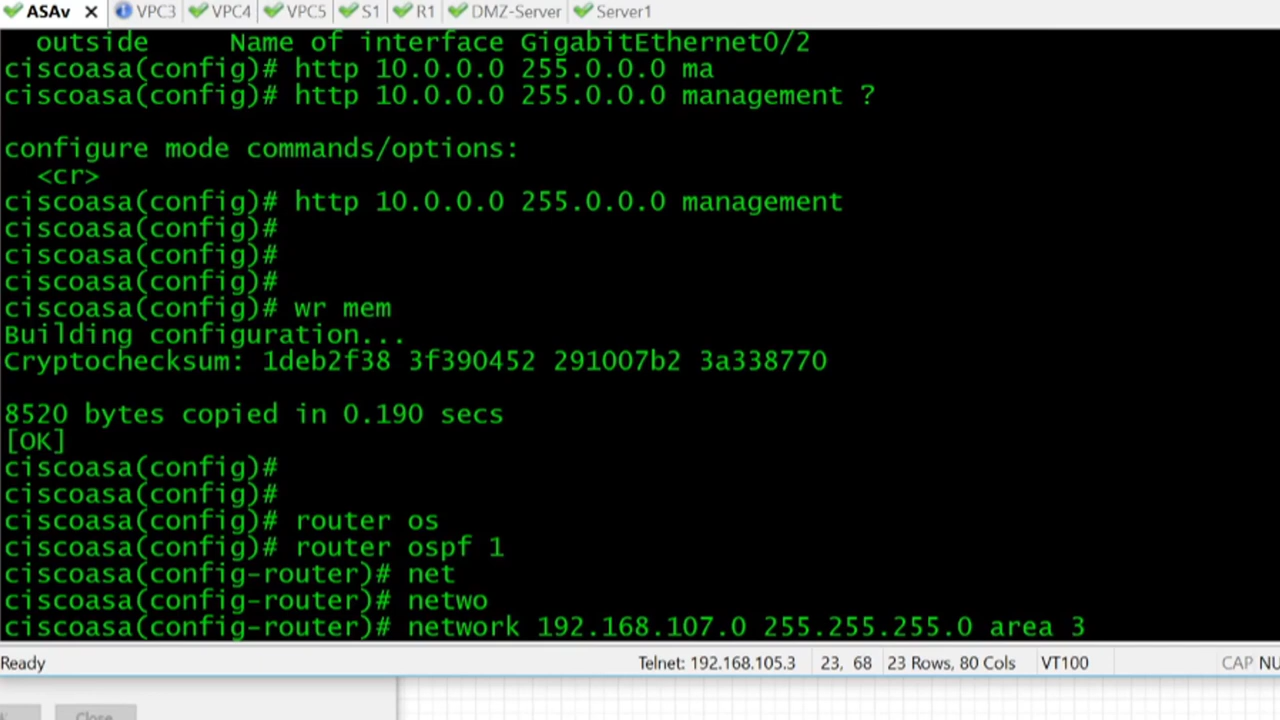 ASAv X VPC3 VPC4 VPC5 S1 R1 DMZ-Server Server1
outside Name of interface GigabitEthernet0/2
ciscoasa(config)# http 10.0.0.0 255.0.0.0 ma
ciscoasa(config)# http 10.0.0.0 255.0.0.0 management ?
configure mode commands/options:
<cr>
ciscoasa(config)# http 10.0.0.0 255.0.0.0 management
ciscoasa(config)#
ciscoasa(config)#
ciscoasa(config)#
ciscoasa(config)# wr mem
Building configuration...
Cryptochecksum: 1deb2f38 3f390452 291007b2 3a338770
8520 bytes copied in 0.190 secs
[OK]
ciscoasa(config)#
ciscoasa(config)#
ciscoasa(config)# router os
ciscoasa(config)# router ospf 1
ciscoasa(config-router)# net
ciscoasa(config-router)# netwo
ciscoasa(config-router)# network 192.168.107.0 255.255.255.0 area 3
Ready Telnet: 192.168.105.3 23, 68 23 Rows, 80 Cols VT100 CAP NU
Close